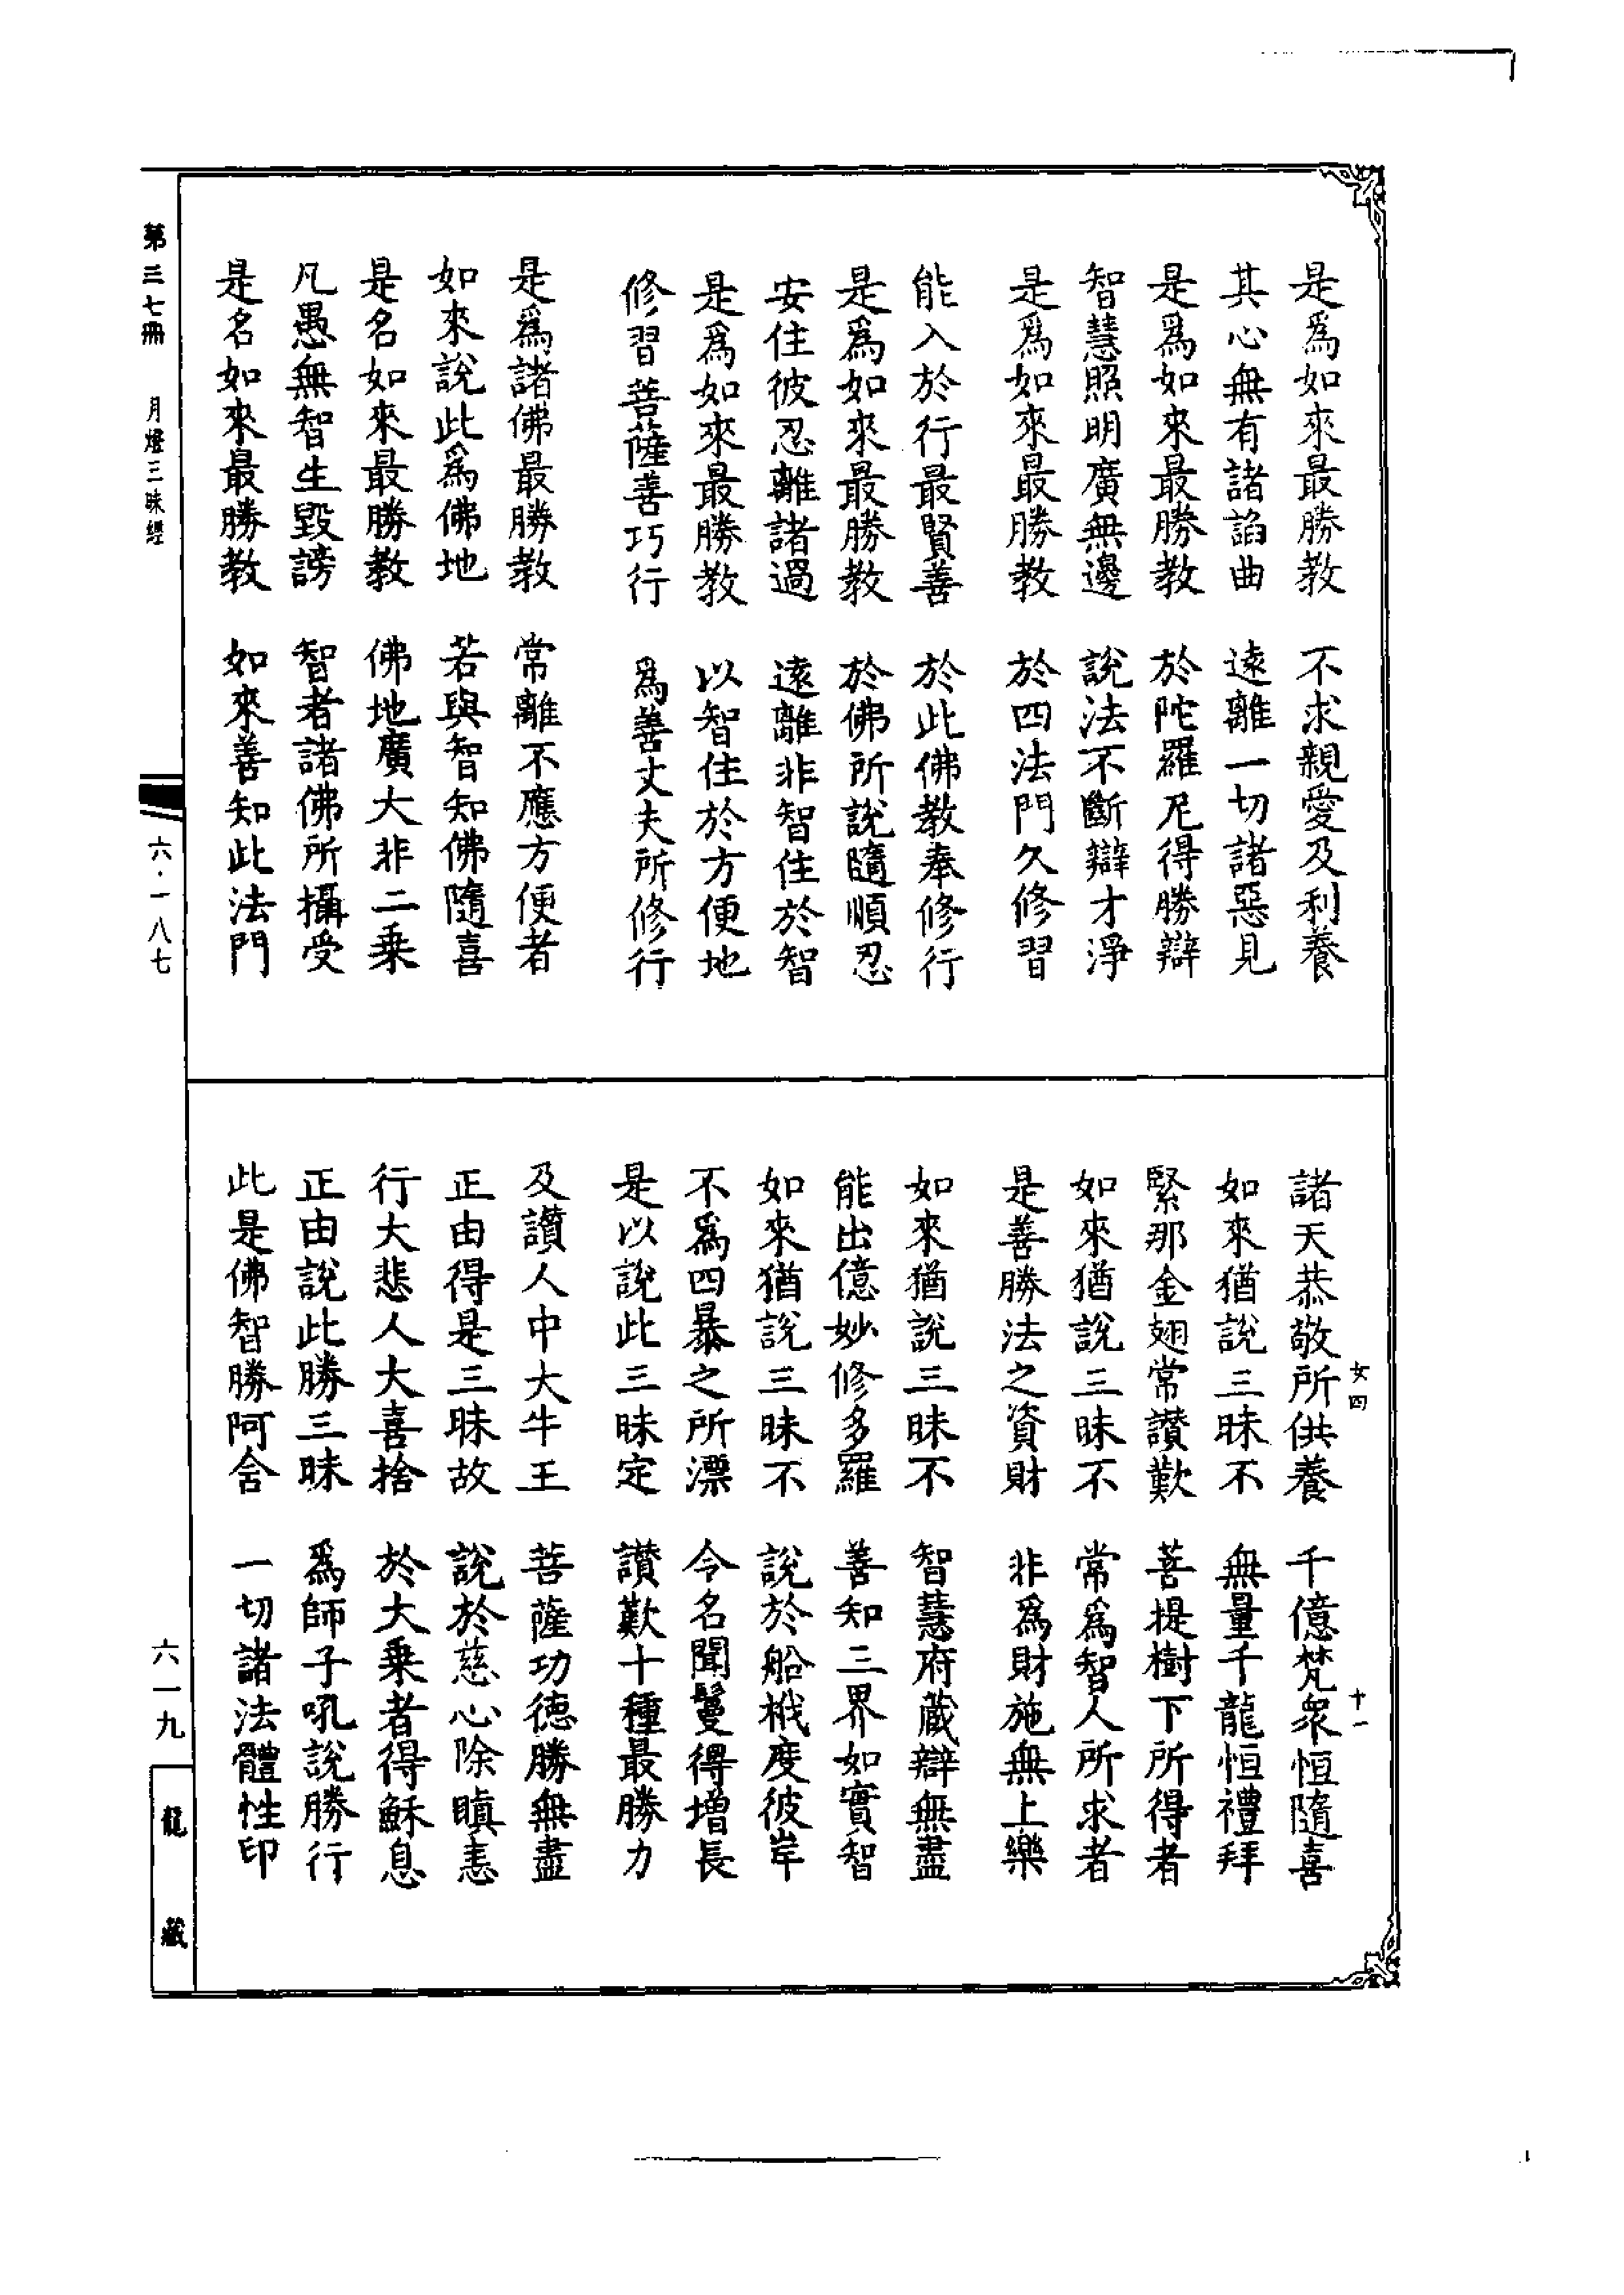 是爲如來最勝教　不求親愛及利養
其心無有諸諂曲　遠離一切諸惡見
是爲如來最勝教　於陀羅尼得勝辯
智慧照明廣無邊　說法不斷辯才淨
是爲如來最勝教　於四法門久修習
能入於行最賢善　於此佛教奉修行
是爲如來最勝教　於佛所說隨順忍
安住彼忍離諸過　遠離非智住於智
是爲如來最勝教　以智住於方便地
修習菩薩善巧行　爲善丈夫所修行
是爲諸佛最勝教　常離不應方便者
如來說此爲佛地　若與智知佛隨喜
是名如來最勝教　佛地廣大非二乗
凡愚無智生毀謗　智者諸佛所攝受
是名如來最勝教　如來善知此法門
女四
十一
諸天恭敬所供養　千億梵衆恒隨喜
如來猶說三昧不　無量千龍恒禮拜
緊那金翅常讃歎　菩提樹下所得者
如來猶說三昧不　常爲智人所求者
是善勝法之資財　非爲財施無上樂
如來猶說三昧不　智慧府藏辯無盡
能出億妙修多羅　善知三界如實智
如來猶說三昧不　說於船栰度彼岸
不爲四暴之所漂　令名聞鬘得增長
是以說此三昧定　讃歎十種最勝力
及讃人中大牛王　菩薩功德勝無盡
正由得是三昧故　說於慈心除瞋恚
行大悲人大喜捨　於大乗者得穌息
正由說此勝三昧　爲師子吼說勝行
此是佛智勝阿含　一切諸法體性印
第三七冊　月燈三昧經
六·一八七
六一九
龍藏